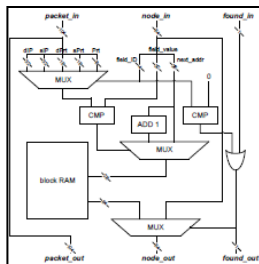 packet_in node_in found_in
dIP sIP dPrt sPrt Prt
field_value
field_ID next_addr
0
MUX
CMP
ADD 1
CMP
MUX
block RAM
MUX
packet_out node_out found_out